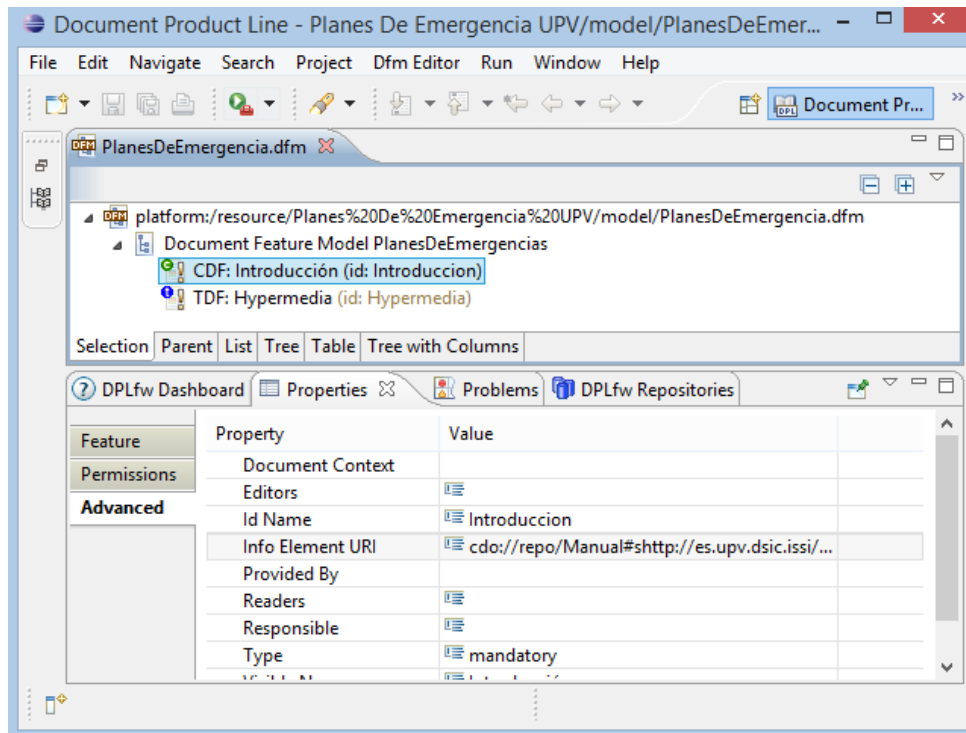 Document Product Line - Planes De Emergencia UPV/model/PlanesDeEmer...
File Edit Navigate Search Project Dfm Editor Run Window Help
DPL Document Pr...
DFM PlanesDeEmergencia.dfm
DFM platform:/resource/Planes%20De%20Emergencia%20UPV/model/PlanesDeEmergencia.dfm
Document Feature Model PlanesDeEmergencias
CDF: Introducción (id: Introduccion)
TDF: Hypermedia (id: Hypermedia)
Selection Parent List Tree Table Tree with Columns
DPLfw Dashboard Properties Problems DPLfw Repositories
Feature
Permissions
Advanced
Property Value
Document Context
Editors
Id Name Introduccion
Info Element URI cdo://repo/Manual#shttp://es.upv.dsic.issi/...
Provided By
Readers
Responsible
Type mandatory